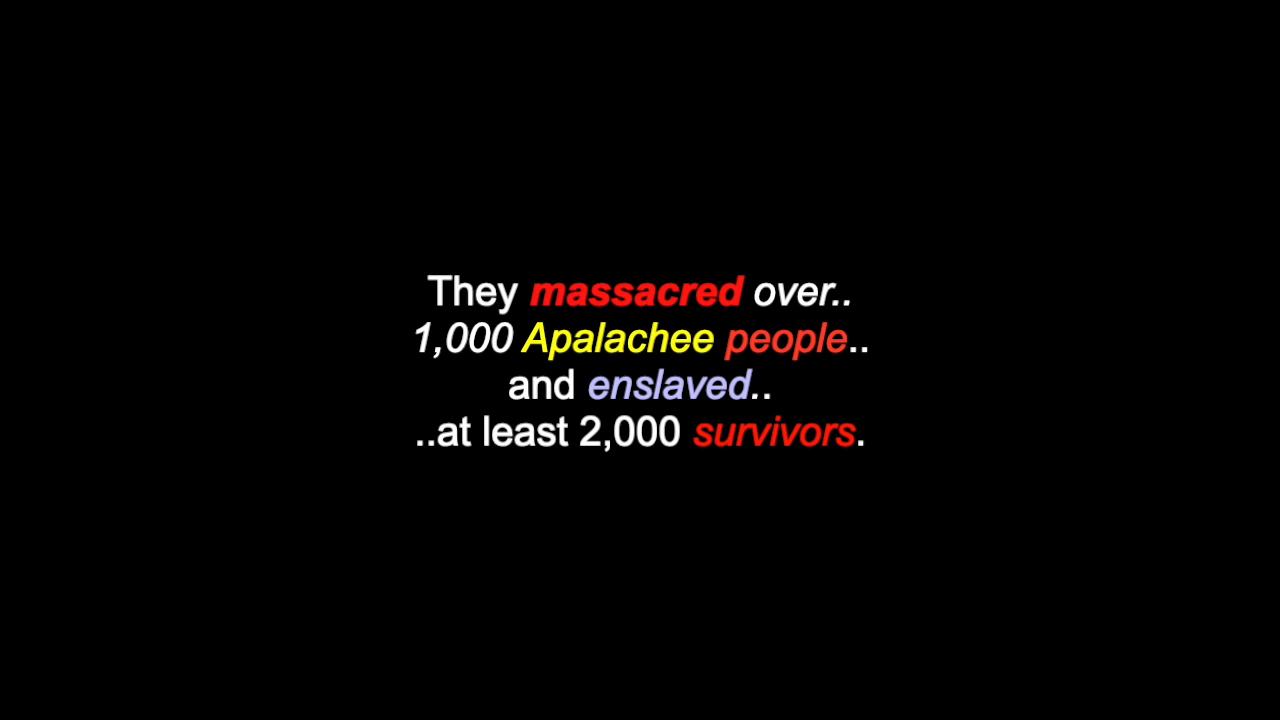 They massacred over..
1,000 Apalachee people..
and enslaved..
..at least 2,000 survivors.